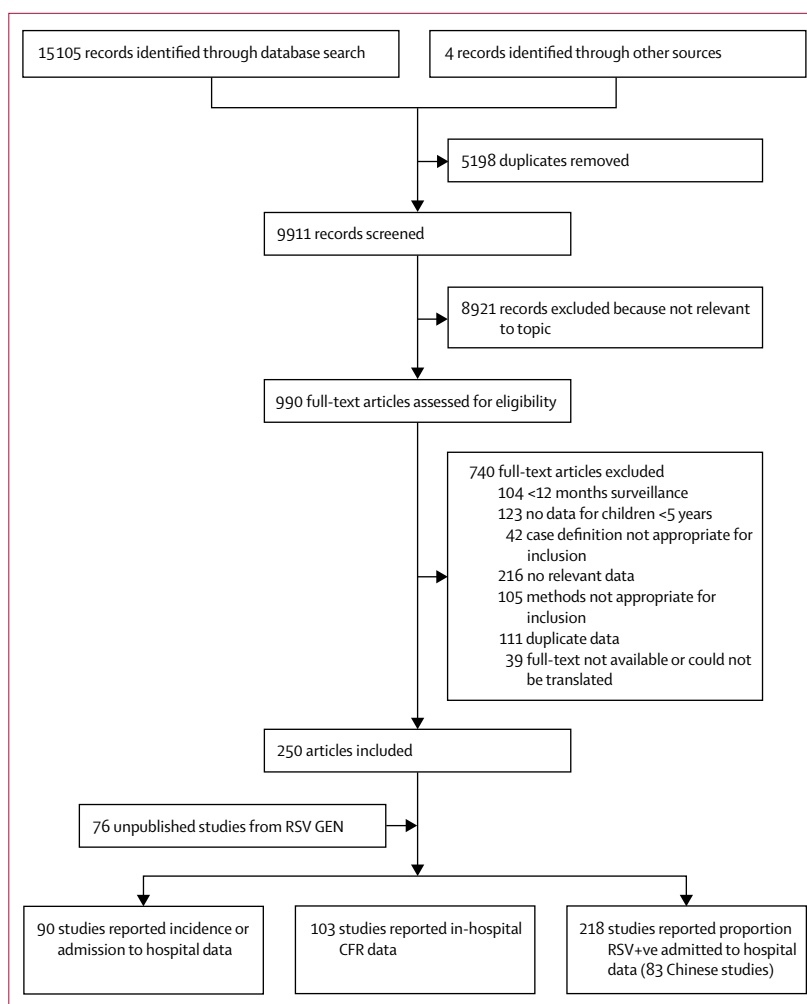 15 105 records identified through database search
4 records identified through other sources
5198 duplicates removed
9911 records screened
8921 records excluded because not relevant
to topic
990 full-text articles assessed for eligibility
740 full-text articles excluded
104 <12 months surveillance
123 no data for children <5 years
42 case definition not appropriate for
inclusion
216 no relevant data
105 methods not appropriate for
inclusion
111 duplicate data
39 full-text not available or could not
be translated
250 articles included
76 unpublished studies from RSV GEN
90 studies reported incidence or
admission to hospital data
103 studies reported in-hospital
CFR data
218 studies reported proportion
RSV+ve admitted to hospital
data (83 Chinese studies)